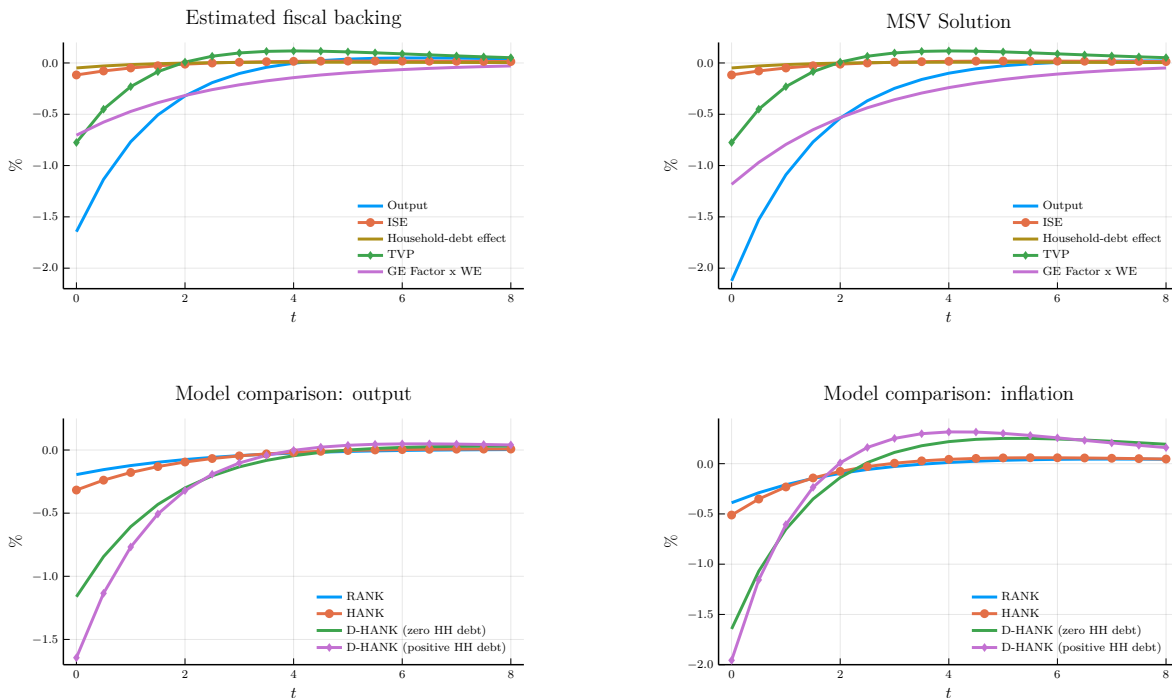 Estimated fiscal backing
0.0
−0.5
−1.0
−1.5
−2.0
%
Output
ISE
Household-debt effect
TVP
GE Factor x WE
0 2 4 6 8
t
MSV Solution
0.0
−0.5
−1.0
−1.5
−2.0
%
Output
ISE
Household-debt effect
TVP
GE Factor x WE
0 2 4 6 8
t
Model comparison: output
0.0
−0.5
−1.0
−1.5
%
RANK
HANK
D-HANK (zero HH debt)
D-HANK (positive HH debt)
0 2 4 6 8
t
Model comparison: inflation
0.0
−0.5
−1.0
−1.5
−2.0
%
RANK
HANK
D-HANK (zero HH debt)
D-HANK (positive HH debt)
0 2 4 6 8
t